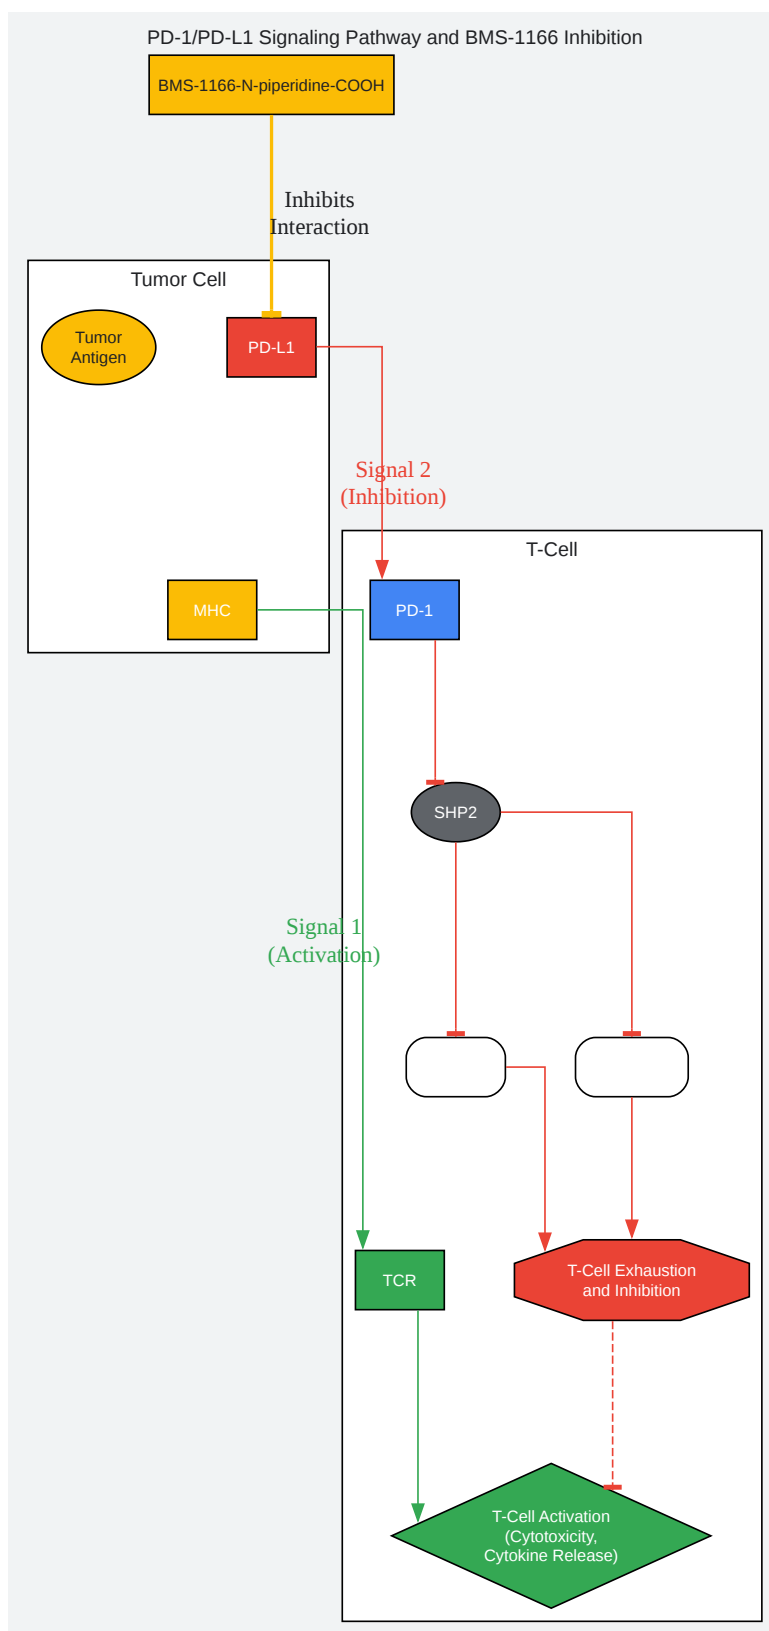 PD-1/PD-L1 Signaling Pathway and BMS-1166 Inhibition
BMS-1166-N-piperidine-COOH
Inhibits
Interaction
Tumor Cell
Tumor
Antigen
PD-L1
Signal 2
(Inhibition)
T-Cell
MHC
PD-1
SHP2
Signal 1
(Activation)
TCR
T-Cell Exhaustion
and Inhibition
T-Cell Activation
(Cytotoxicity,
Cytokine Release)